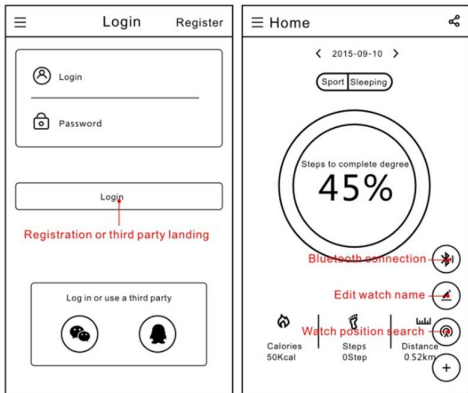 Login
Register
Login
Password
Login
Registration or third party landing
Log in or use a third party
Home
2015-09-10
Sport Sleeping
Steps to complete degree
45%
Bluetooth connection
Edit watch name
Watch position search
Calories
50Kcal
Steps
0Step
Distance
0.52km